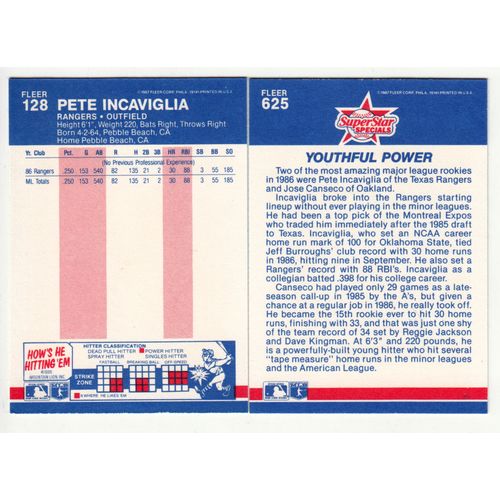 FLEER
128 PETE INCAVIGLIA
RANGERS • OUTFIELD
Height 6'1", Weight 220, Bats Right, Throws Right
Born 4-2-64, Pebble Beach, CA
Home Pebble Beach, CA
©1987 FLEER CORP. PHILA. 19141 PRINTED IN U.S.A.
Yr. Club Pct. G AB R H 2B 3B HR RBI SB BB SO
(No Previous Professional Experience)
86 Rangers .250 153 540 82 135 21 2 30 88 3 55 185
ML Totals .250 153 540 82 135 21 2 30 88 3 55 185
HOW'S HE
HITTING 'EM
HITTER CLASSIFICATION
DEAD PULL HITTER POWER HITTER
SPRAY HITTER SINGLES HITTER
FASTBALL BREAKING BALL OFF SPEED
STRIKE
ZONE
X WHERE HE LIKES 'EM
FLEER
625
©1987 FLEER CORP. PHILA. 19141 PRINTED IN U.S.A.
SuperStar
SPECIALS
YOUTHFUL POWER
Two of the most amazing major league rookies
in 1986 were Pete Incaviglia of the Texas Rangers
and Jose Canseco of Oakland.
Incaviglia broke into the Rangers starting
lineup without ever playing in the minor leagues.
He had been a top pick of the Montreal Expos
who traded him immediately after the 1985 draft
to Texas. Incaviglia, who set an NCAA career
home run mark of 100 for Oklahoma State, tied
Jeff Burroughs' club record with 30 home runs
in 1986, hitting nine in September. He also set a
Rangers' record with 88 RBI's. Incaviglia as a
collegian batted .398 for his college career.
Canseco had played only 29 games as a late-
season call-up in 1985 by the A's, but given a
chance at a regular job in 1986, he really took off.
He became the 15th rookie ever to hit 30 home
runs, finishing with 33, and that was just one shy
of the team record of 34 set by Reggie Jackson
and Dave Kingman. At 6'3" and 220 pounds, he
is a powerfully-built young hitter who hit several
"tape measure" home runs in the minor leagues
and the American League.